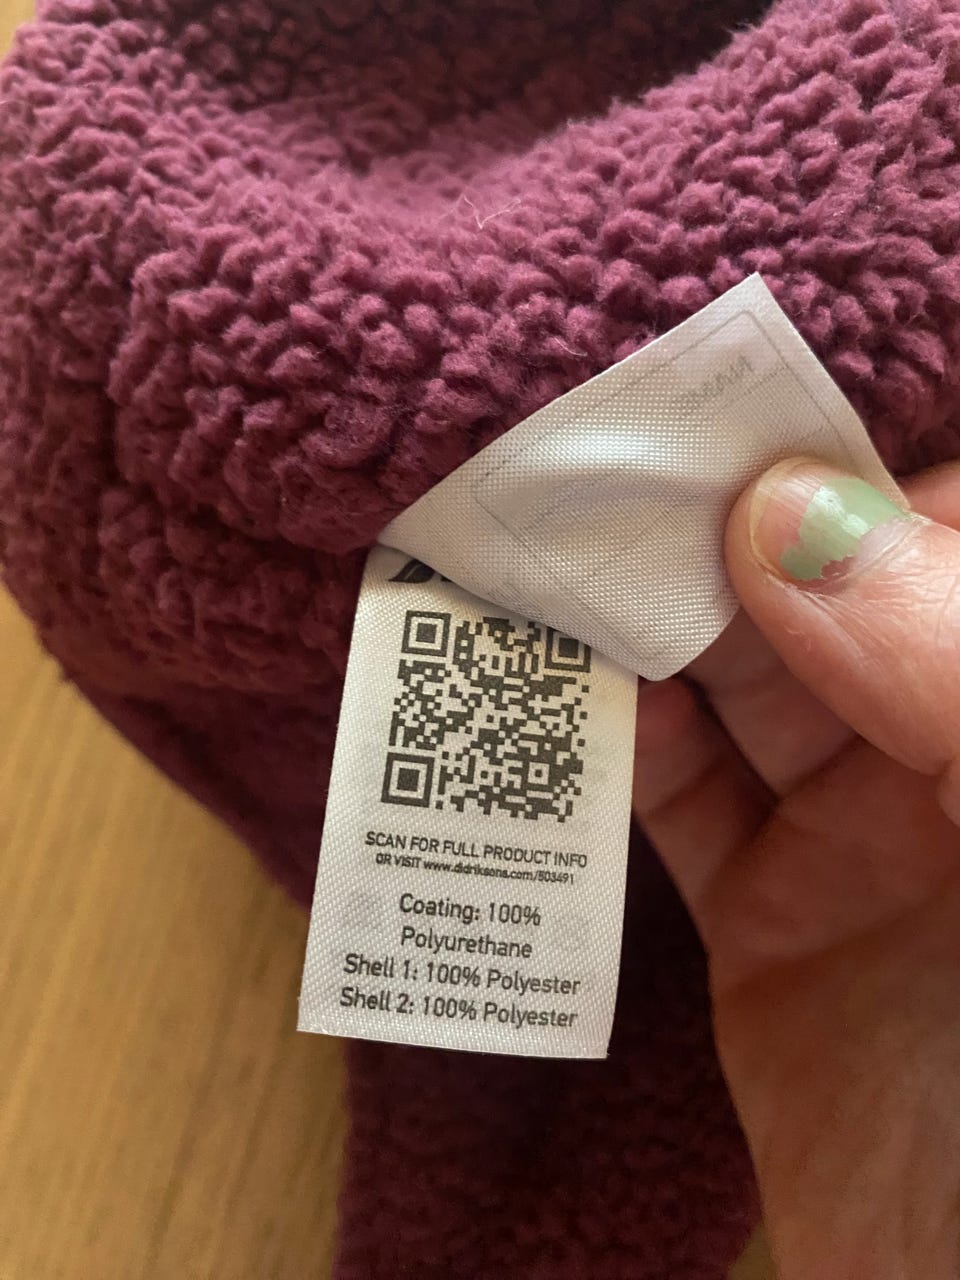 SCAN FOR FULL PRODUCT INFO
OR VISIT www.didriksons.com/503491
Coating: 100%
Polyurethane
Shell 1: 100% Polyester
Shell 2: 100% Polyester